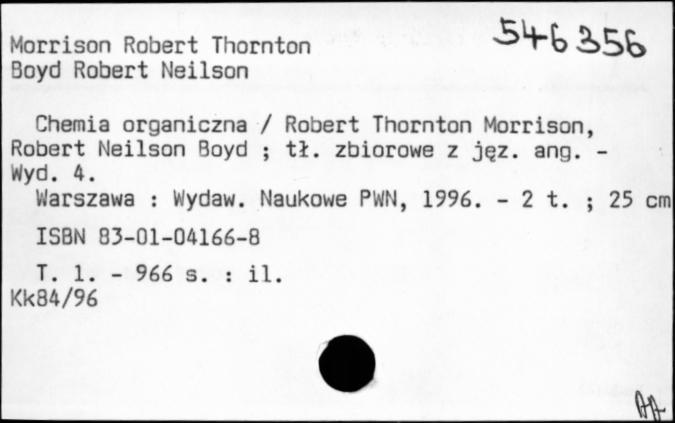 546 356
Morrison Robert Thornton
Boyd Robert Neilson
Chemia organiczna / Robert Thornton Morrison,
Robert Neilson Boyd ; tł. zbiorowe z jęz. ang. -
Wyd. 4.
Warszawa : Wydaw. Naukowe PWN, 1996. - 2 t. ; 25 cm
ISBN 83-01-04166-8
T. 1. - 966 s. : il.
Kk84/96